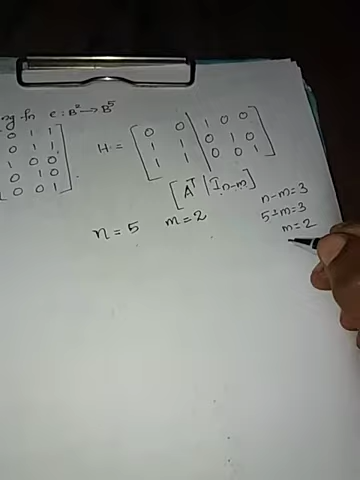 ng fn e : B² → B⁵
0 1 1
0 1 1
1 0 0
0 1 0
0 0 1
H =
0 0 | 1 0 0
1 1 | 0 1 0
1 1 | 0 0 1
[Aᵀ | In-m]
n = 5 m = 2
n-m=3
5-m=3
m=2